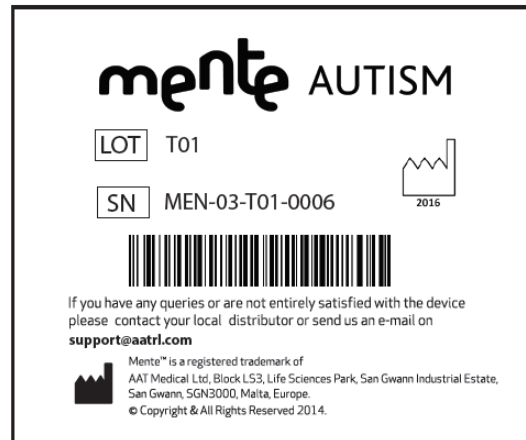 mente AUTISM
LOT T01
SN MEN-03-T01-0006
2016
If you have any queries or are not entirely satisfied with the device
please contact your local distributor or send us an e-mail on
support@aatrl.com
Mente™ is a registered trademark of
AAT Medical Ltd, Block LS3, Life Sciences Park, San Gwann Industrial Estate,
San Gwann, SGN3000, Malta, Europe.
© Copyright & All Rights Reserved 2014.